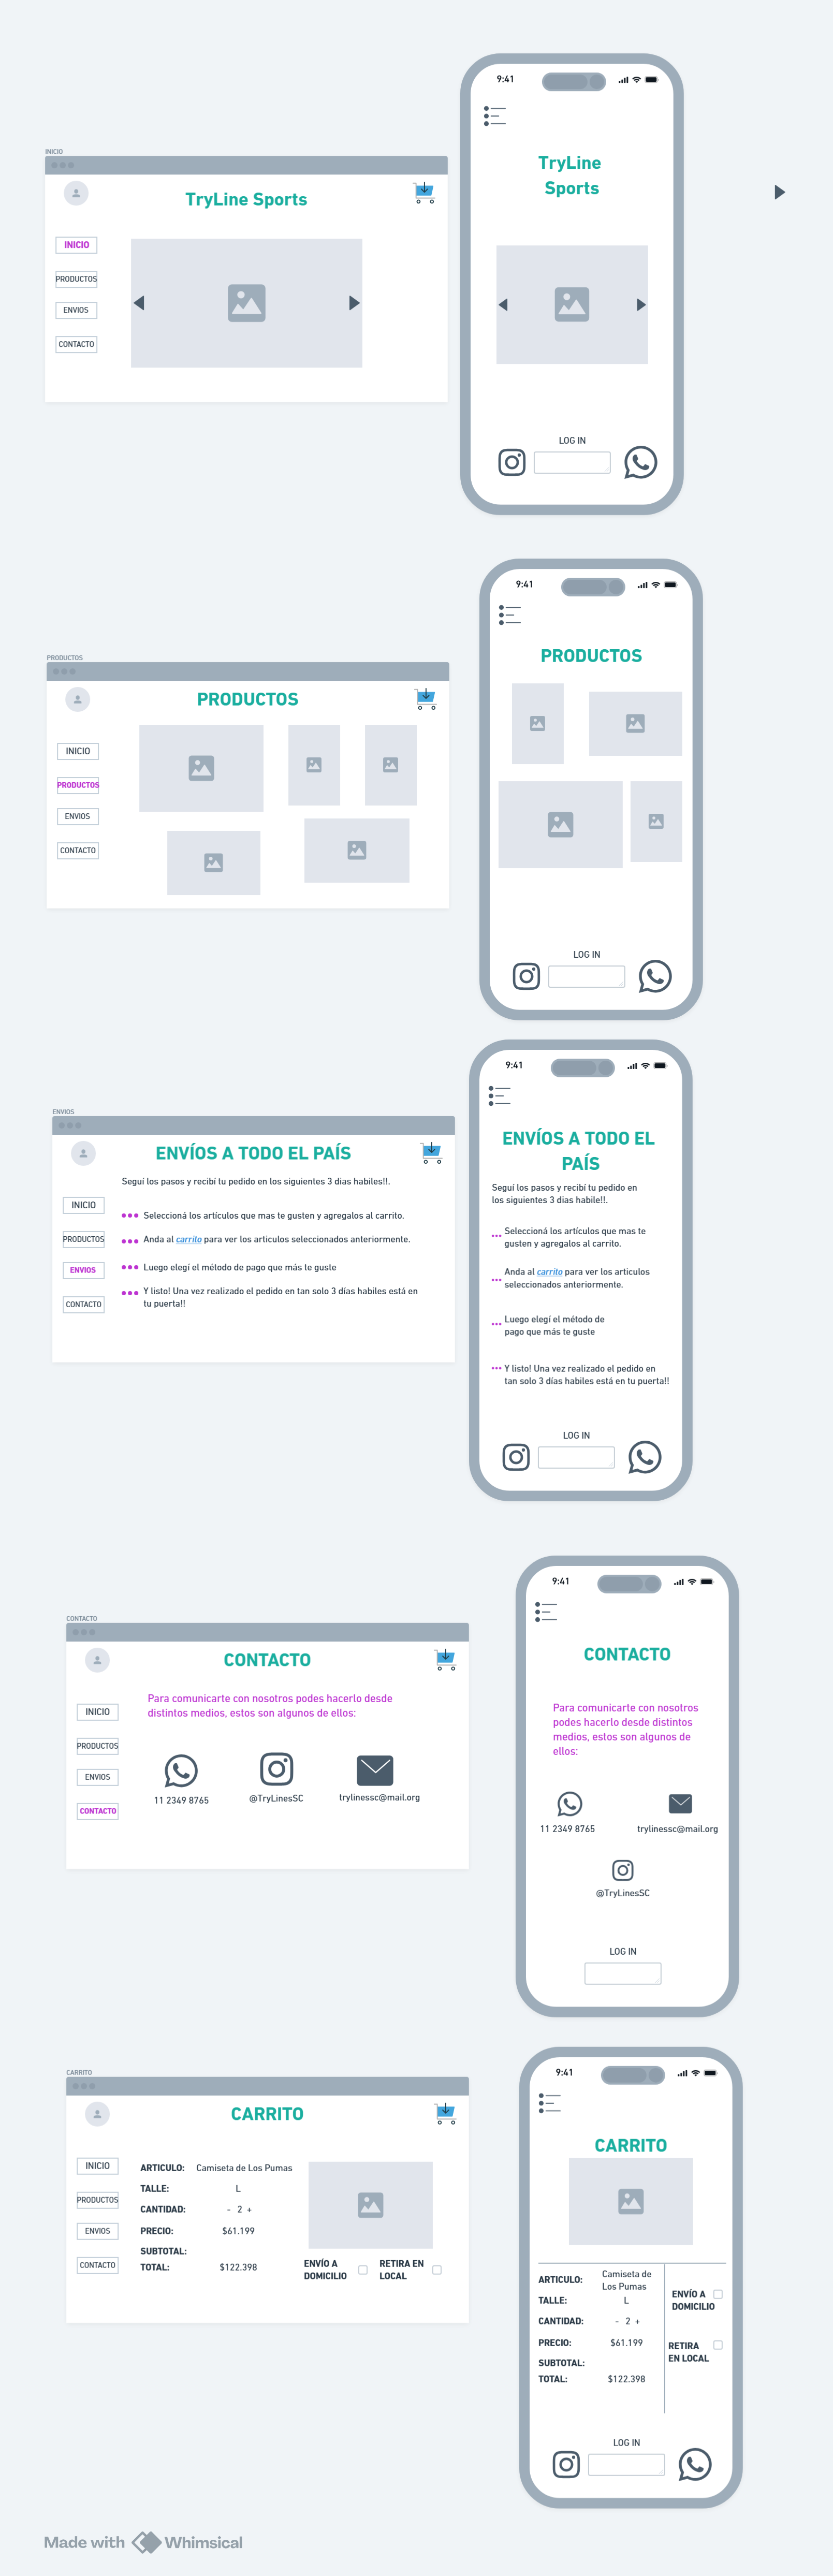 9:41
TryLine
Sports
LOG IN
INICIO
TryLine Sports
INICIO
PRODUCTOS
ENVIOS
CONTACTO
9:41
PRODUCTOS
LOG IN
PRODUCTOS
PRODUCTOS
INICIO
PRODUCTOS
ENVIOS
CONTACTO
9:41
ENVÍOS A TODO EL
PAÍS
Seguí los pasos y recibí tu pedido en
los siguientes 3 dias habile!!.
Seleccioná los artículos que mas te
gusten y agregalos al carrito.
Anda al carrito para ver los articulos
seleccionados anteriormente.
Luego elegí el método de
pago que más te guste
Y listo! Una vez realizado el pedido en
tan solo 3 días habiles está en tu puerta!!
LOG IN
ENVIOS
ENVÍOS A TODO EL PAÍS
Seguí los pasos y recibí tu pedido en los siguientes 3 dias habiles!!.
INICIO
PRODUCTOS
ENVIOS
CONTACTO
Seleccioná los artículos que mas te gusten y agregalos al carrito.
Anda al carrito para ver los articulos seleccionados anteriormente.
Luego elegí el método de pago que más te guste
Y listo! Una vez realizado el pedido en tan solo 3 días habiles está en
tu puerta!!
9:41
CONTACTO
Para comunicarte con nosotros
podes hacerlo desde distintos
medios, estos son algunos de
ellos:
11 2349 8765
trylinessc@mail.org
@TryLinesSC
LOG IN
CONTACTO
CONTACTO
Para comunicarte con nosotros podes hacerlo desde
distintos medios, estos son algunos de ellos:
INICIO
PRODUCTOS
ENVIOS
CONTACTO
11 2349 8765
@TryLinesSC
trylinessc@mail.org
9:41
CARRITO
ARTICULO: Camiseta de
Los Pumas
TALLE: L
CANTIDAD: - 2 +
PRECIO: $61.199
SUBTOTAL:
TOTAL: $122.398
ENVÍO A
DOMICILIO
RETIRA
EN LOCAL
LOG IN
CARRITO
CARRITO
INICIO
PRODUCTOS
ENVIOS
CONTACTO
ARTICULO: Camiseta de Los Pumas
TALLE: L
CANTIDAD: - 2 +
PRECIO: $61.199
SUBTOTAL:
TOTAL: $122.398
ENVÍO A
DOMICILIO
RETIRA EN
LOCAL
Made with Whimsical